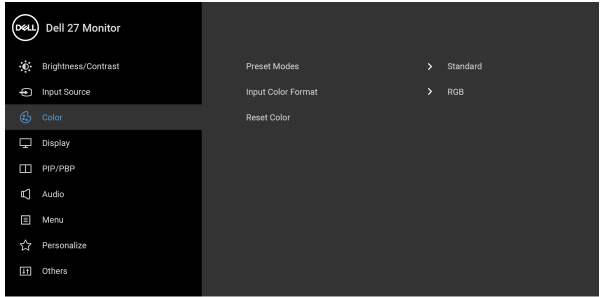 DELL Dell 27 Monitor
Brightness/Contrast
Input Source
Color
Display
PIP/PBP
Audio
Menu
Personalize
Others
Preset Modes Standard
Input Color Format RGB
Reset Color